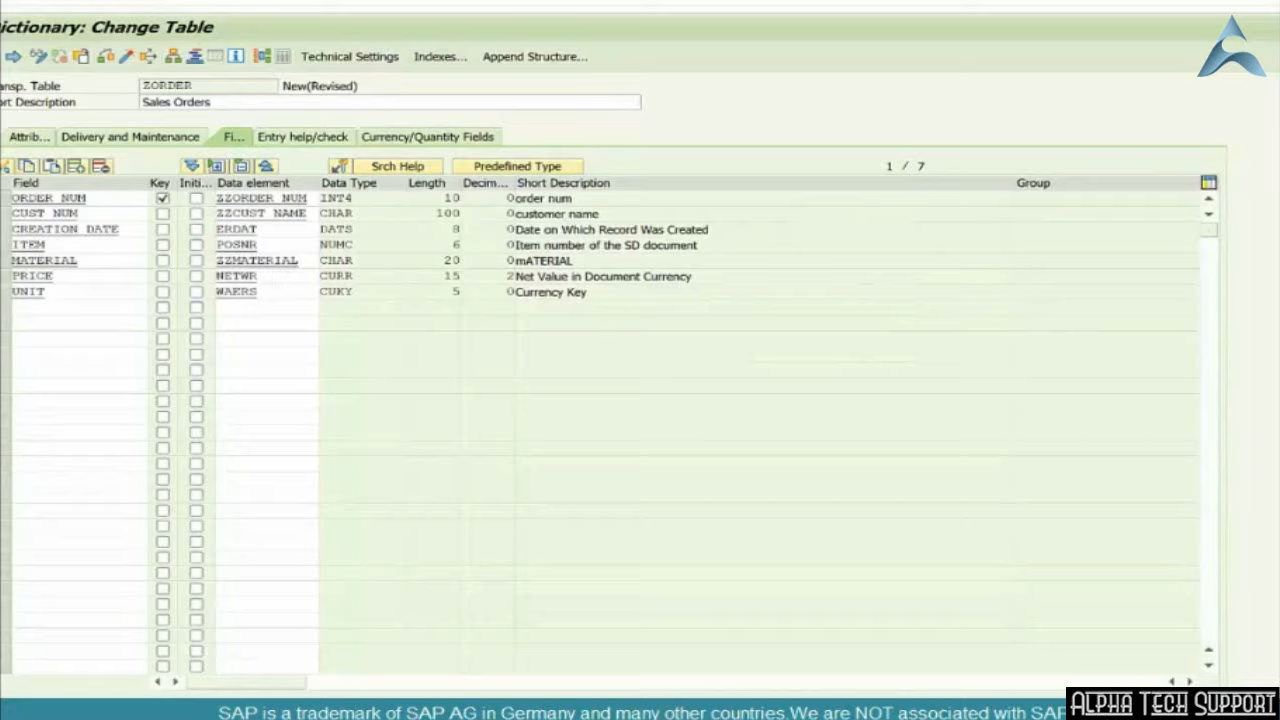 ictionary: Change Table
Technical Settings Indexes... Append Structure...
ansp. Table ZORDER New(Revised)
ort Description Sales Orders
Attrib... Delivery and Maintenance Fi... Entry help/check Currency/Quantity Fields
Srch Help Predefined Type 1 / 7
Field Key Initi... Data element Data Type Length Decim... Short Description Group
ORDER_NUM ZZORDER_NUM INT4 10 0 order num
CUST_NUM ZZCUST_NAME CHAR 100 0 customer name
CREATION_DATE ERDAT DATS 8 0 Date on Which Record Was Created
ITEM POSNR NUMC 6 0 Item number of the SD document
MATERIAL ZZMATERIAL CHAR 20 0 mATERIAL
PRICE NETWR CURR 15 2 Net Value in Document Currency
UNIT WAERS CUKY 5 0 Currency Key
SAP is a trademark of SAP AG in Germany and many other countries.We are NOT associated with SAP
ALPHA TECH SUPPORT